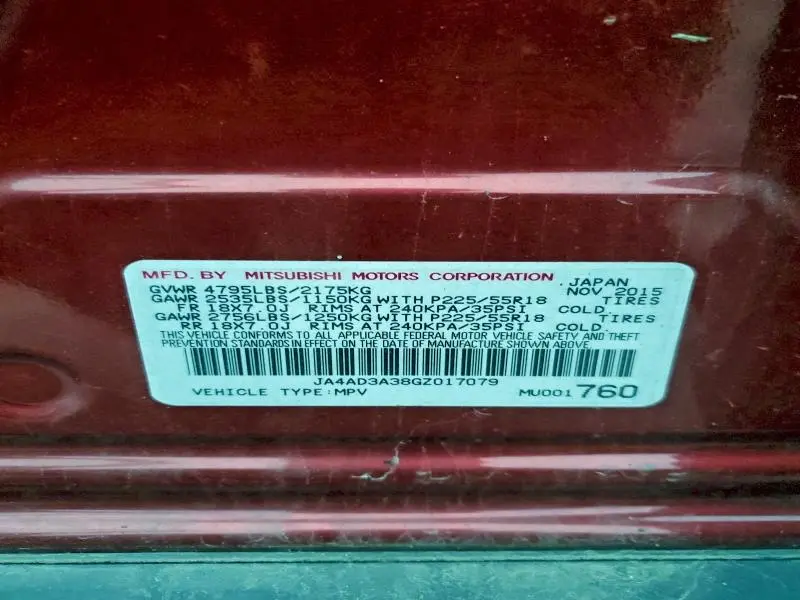 MFD. BY MITSUBISHI MOTORS CORPORATION JAPAN
GVWR 4795LBS/2175KG NOV 2015
GAWR 2535LBS/1150KG WITH P225/55R18 TIRES
FR 18X7.0J RIMS AT 240KPA/35PSI COLD.
GAWR 2756LBS/1250KG WITH P225/55R18 TIRES
RR 18X7.0J RIMS AT 240KPA/35PSI COLD.
THIS VEHICLE CONFORMS TO ALL APPLICABLE FEDERAL MOTOR VEHICLE SAFETY AND THEFT
PREVENTION STANDARDS IN EFFECT ON THE DATE OF MANUFACTURE SHOWN ABOVE.
JA4AD3A38GZ017079
VEHICLE TYPE:MPV MU001760